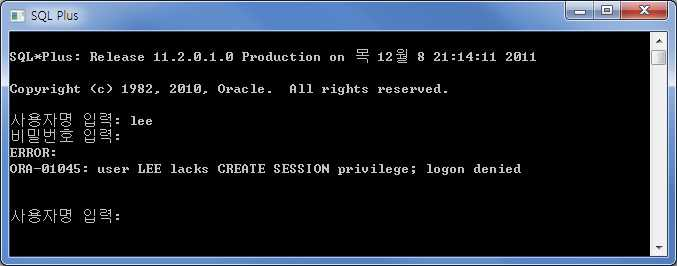 SQL Plus
SQL*Plus: Release 11.2.0.1.0 Production on 목 12월 8 21:14:11 2011
Copyright (c) 1982, 2010, Oracle.  All rights reserved.
사용자명 입력: lee
비밀번호 입력:
ERROR:
ORA-01045: user LEE lacks CREATE SESSION privilege; logon denied
사용자명 입력: